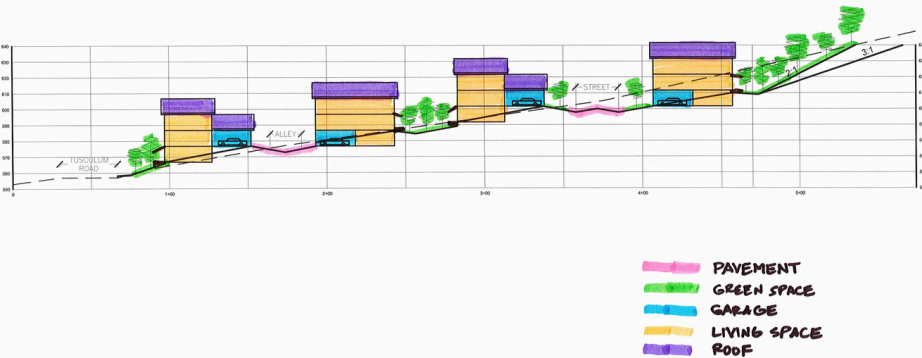 640
630
620
610
600
590
580
570
560
550
TUSCULUM
ROAD
ALLEY
STREET
2:1
3:1
0
1+00
2+00
3+00
4+00
5+00
PAVEMENT
GREEN SPACE
GARAGE
LIVING SPACE
ROOF